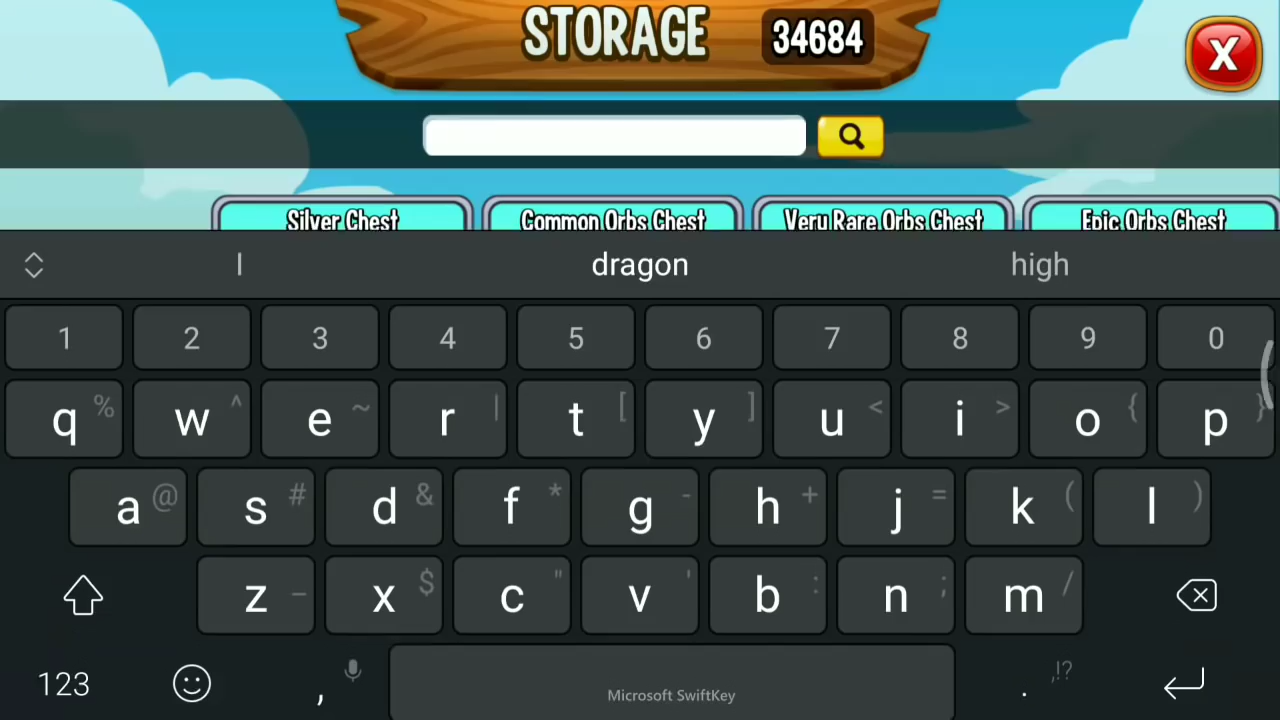 STORAGE 34684
X
Silver Chest Common Orbs Chest Very Rare Orbs Chest Epic Orbs Chest
I dragon high
1 2 3 4 5 6 7 8 9 0
q % w ^ e ~ r | t [ y ] u < i > o { p }
a @ s # d & f * g - h + j = k ( l )
z _ x $ c " v ' b : n ; m /
123 , Microsoft SwiftKey . ,!?